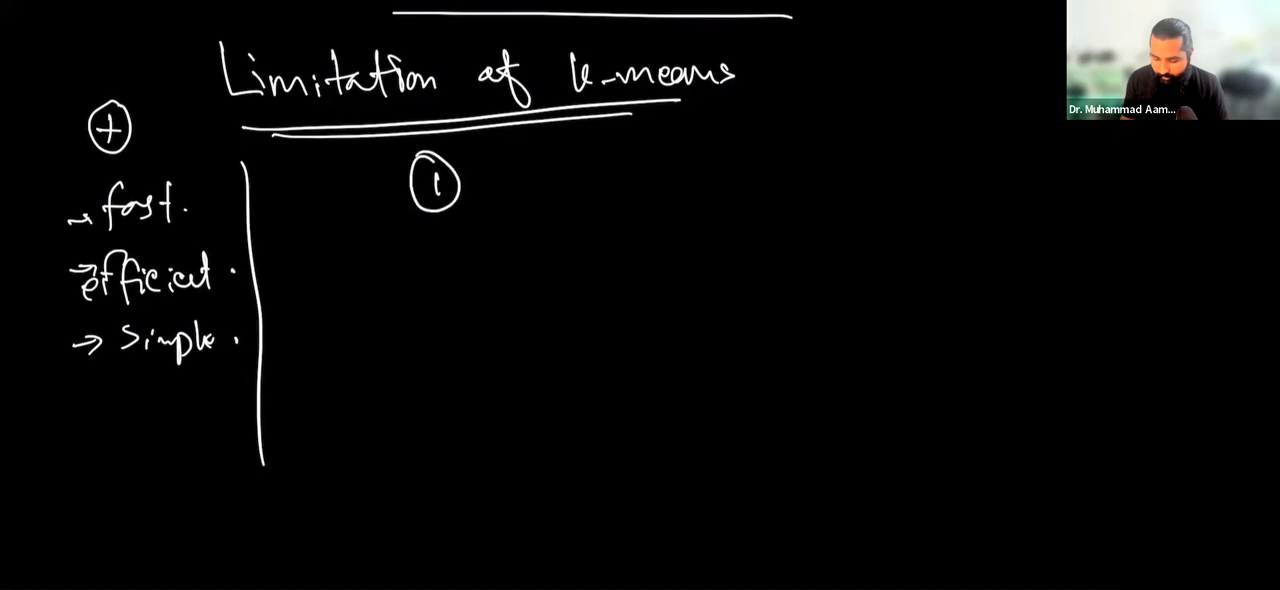 Limitation of k-means
+
1
→ fast.
→ efficient.
→ Simple.
Dr. Muhammad Aam...